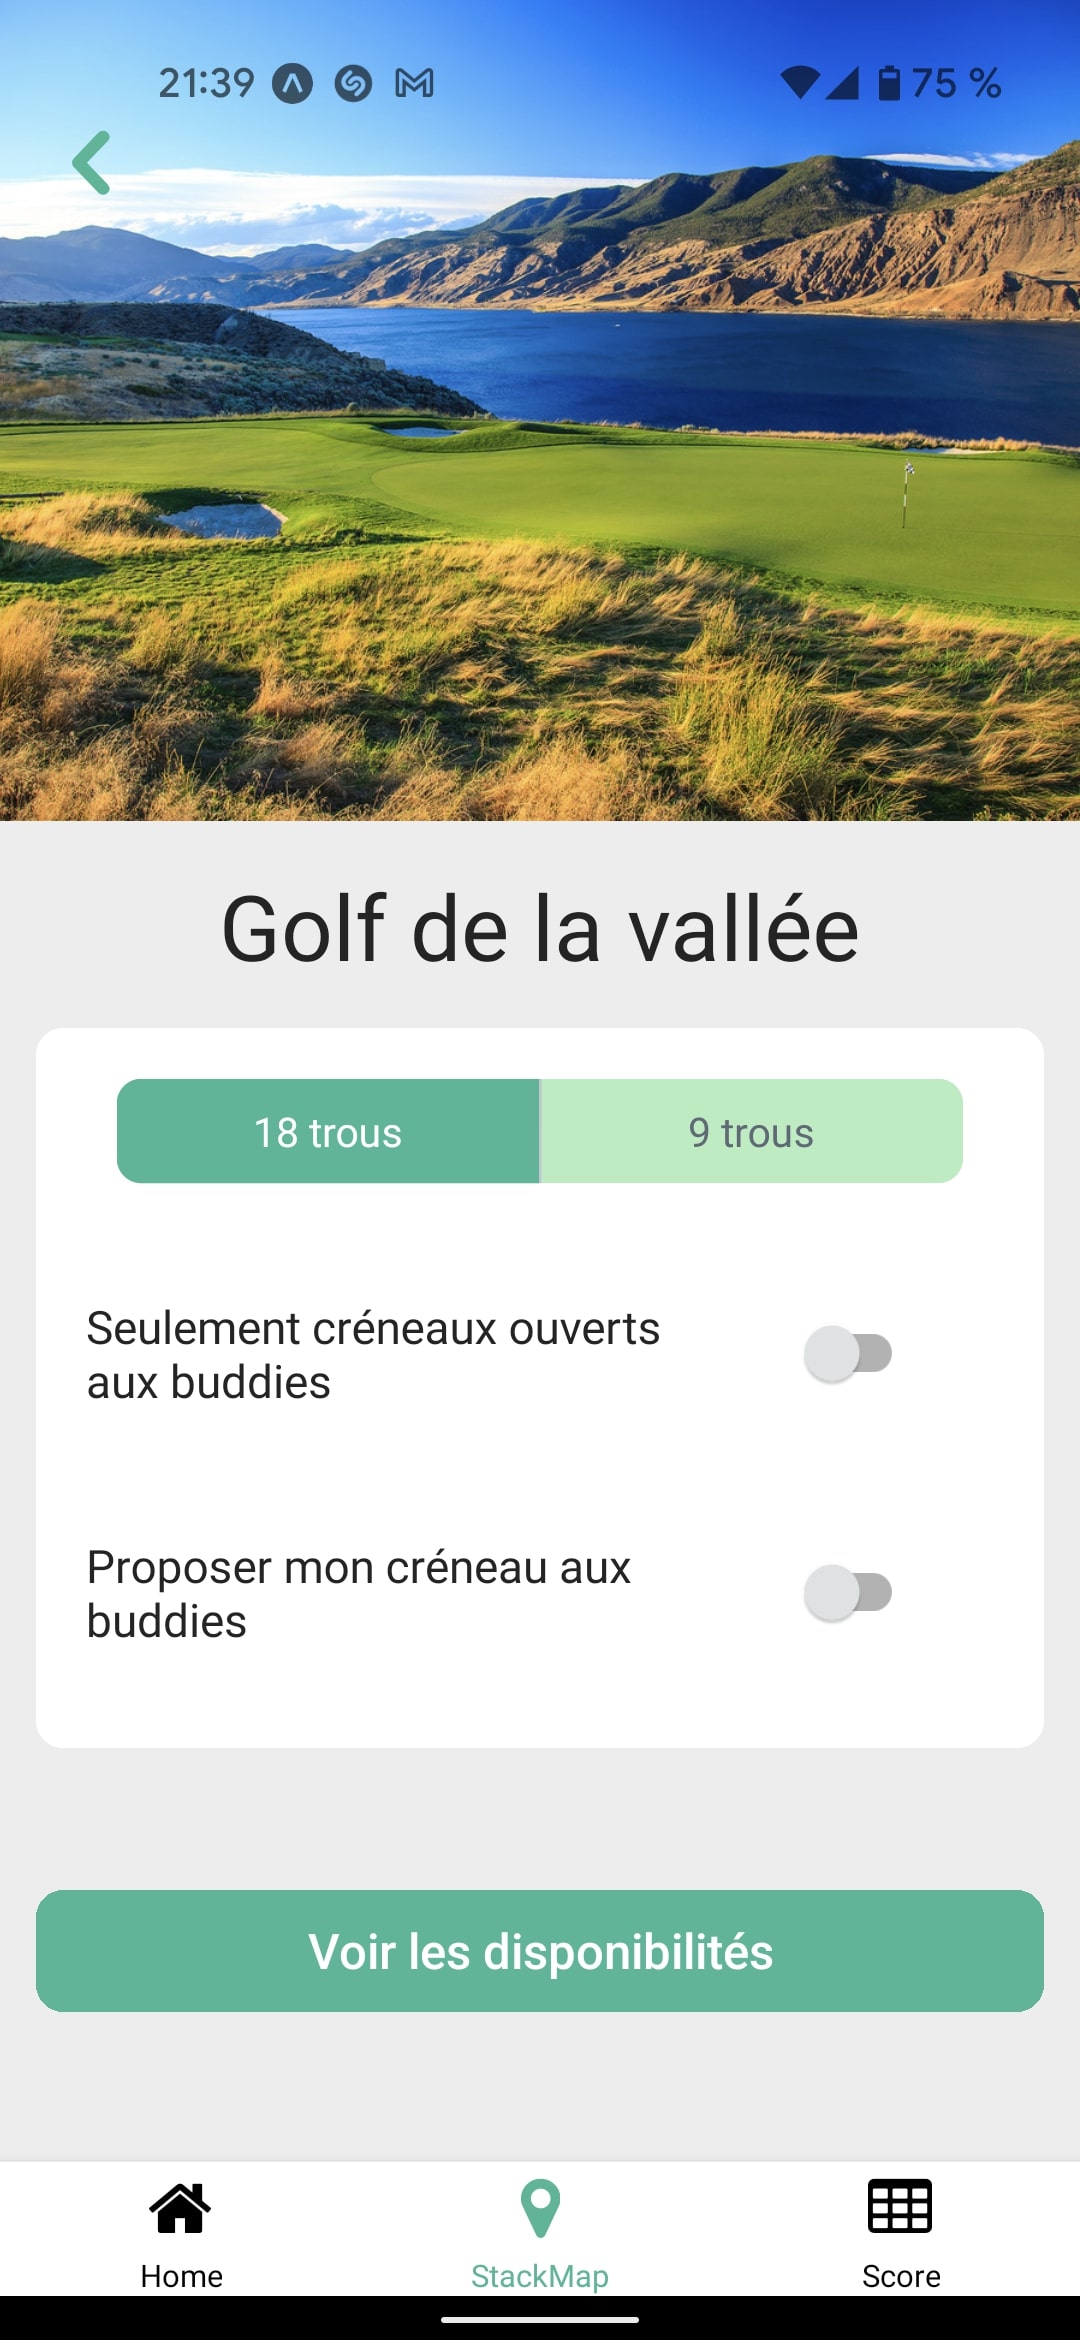 21:39
75 %
Golf de la vallée
18 trous
9 trous
Seulement créneaux ouverts
aux buddies
Proposer mon créneau aux
buddies
Voir les disponibilités
Home
StackMap
Score